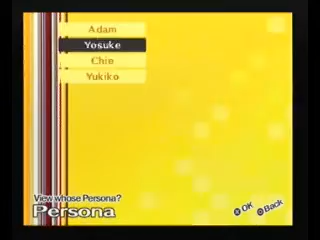 Adam
Yosuke
Chie
Yukiko
View whose Persona?
Persona
OK
Back